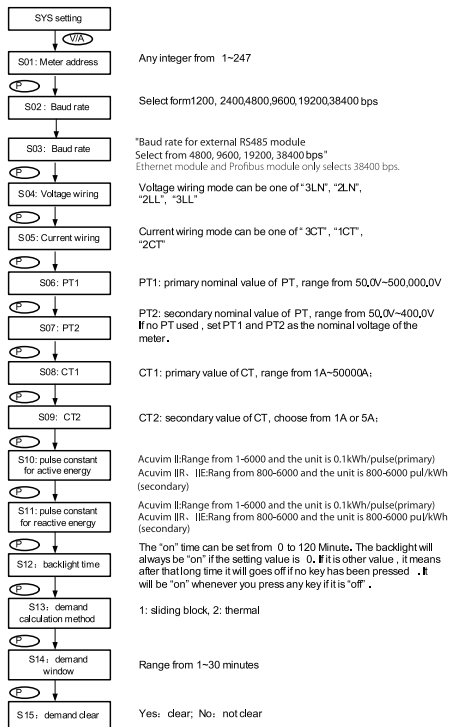 SYS setting
V/A
S01: Meter address
Any integer from 1~247
P
S02: Baud rate
Select form1200, 2400,4800,9600,19200,38400 bps
S03: Baud rate
"Baud rate for external RS485 module
Select from 4800, 9600, 19200, 38400 bps"
Ethernet module and Profibus module only selects 38400 bps.
P
S04: Voltage wiring
Voltage wiring mode can be one of “3LN”, “2LN”,
“2LL”, “3LL”
P
S05: Current wiring
Current wiring mode can be one of “ 3CT”, “1CT”,
“2CT”
P
S06: PT1
PT1: primary nominal value of PT, range from 50.0V~500,000.0V
P
S07: PT2
PT2: secondary nominal value of PT, range from 50.0V~400.0V
If no PT used , set PT1 and PT2 as the nominal voltage of the
meter.
P
S08: CT1
CT1: primary value of CT, range from 1A~50000A;
P
S09: CT2
CT2: secondary value of CT, choose from 1A or 5A;
P
S10: pulse constant
for active energy
Acuvim II:Range from 1-6000 and the unit is 0.1kWh/pulse(primary)
Acuvim IIR、IIE:Rang from 800-6000 and the unit is 800-6000 pul/kWh
(secondary)
P
S11: pulse constant
for reactive energy
Acuvim II:Range from 1-6000 and the unit is 0.1kWh/pulse(primary)
Acuvim IIR、IIE:Rang from 800-6000 and the unit is 800-6000 pul/kWh
(secondary)
P
S12: backlight time
The “on” time can be set from 0 to 120 Minute. The backlight will
always be “on” if the setting value is 0. If it is other value , it means
after that long time it will goes off if no key has been pressed . It
will be “on” whenever you press any key if it is “off” .
P
S13: demand
calculation method
1: sliding block, 2: thermal
P
S14: demand
window
Range from 1~30 minutes
P
S15: demand clear
Yes: clear; No: not clear